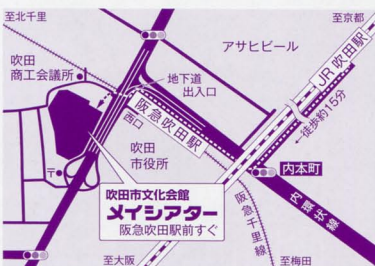 至北千里
至京都
アサヒビール
JR吹田駅
吹田
商工会議所
地下道
出入口
←徒歩約15分
阪急吹田駅
西口
吹田
市役所
内本町
〒
吹田市文化会館
メイシアター
阪急吹田駅前すぐ
内環状線
阪急千里線
至大阪
至梅田